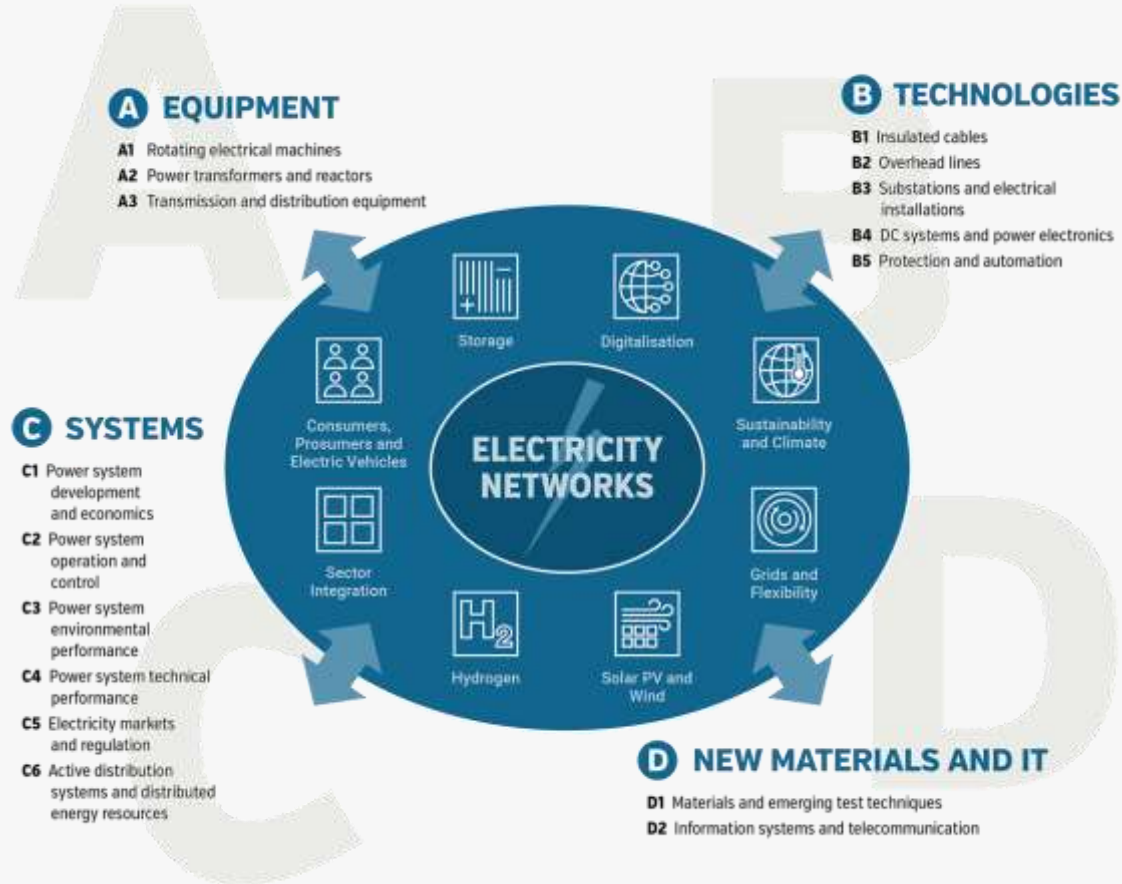 A EQUIPMENT
A1 Rotating electrical machines
A2 Power transformers and reactors
A3 Transmission and distribution equipment
B TECHNOLOGIES
B1 Insulated cables
B2 Overhead lines
B3 Substations and electrical
installations
B4 DC systems and power electronics
B5 Protection and automation
C SYSTEMS
C1 Power system
development
and economics
C2 Power system
operation and
control
C3 Power system
environmental
performance
C4 Power system technical
performance
C5 Electricity markets
and regulation
C6 Active distribution
systems and distributed
energy resources
Storage
Digitalisation
Consumers,
Prosumers and
Electric Vehicles
Sustainability
and Climate
ELECTRICITY
NETWORKS
Sector
Integration
Grids and
Flexibility
H2
Hydrogen
Solar PV and
Wind
D NEW MATERIALS AND IT
D1 Materials and emerging test techniques
D2 Information systems and telecommunication
A
B
C
D